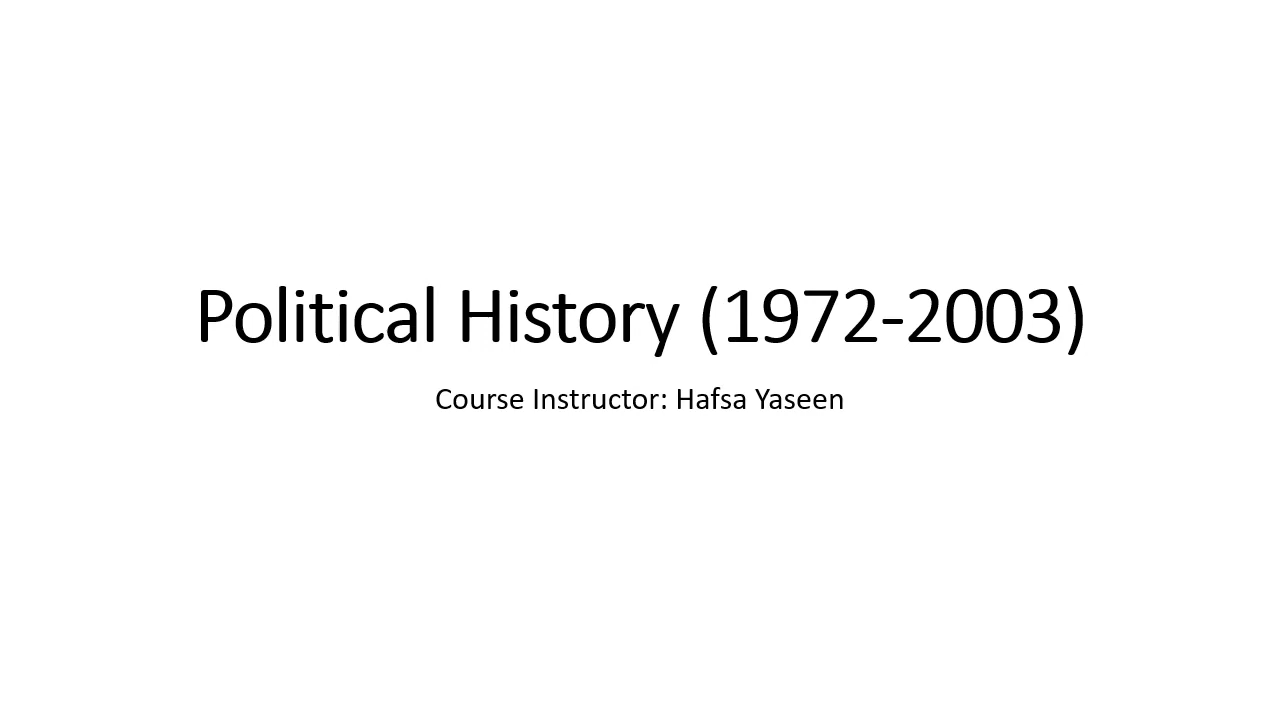 Political History (1972-2003)
Course Instructor: Hafsa Yaseen